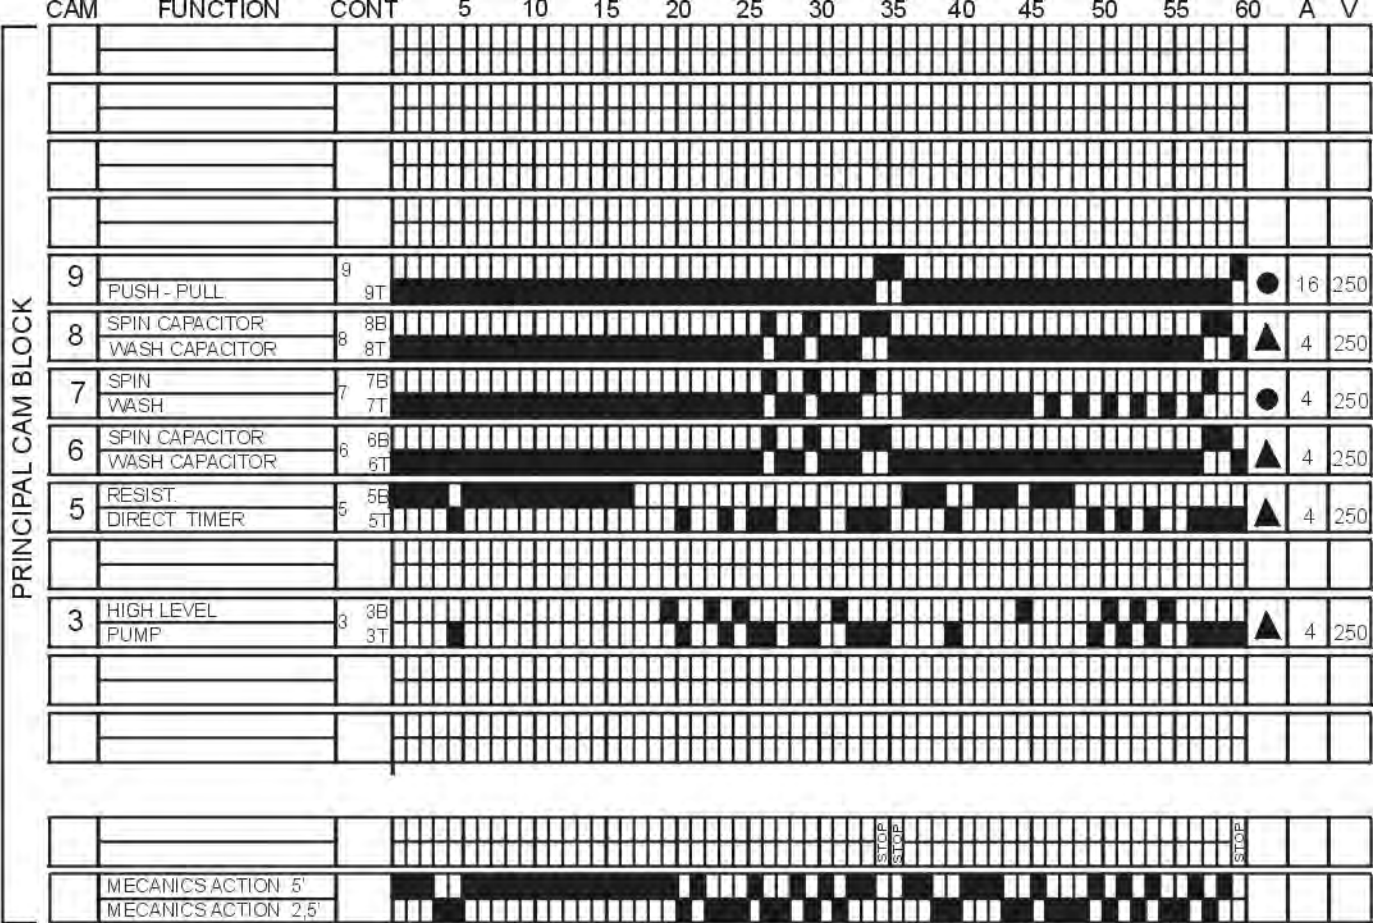 CAM FUNCTION CONT 5 10 15 20 25 30 35 40 45 50 55 60 A V
PRINCIPAL CAM BLOCK
9 9 16 250
PUSH - PULL 9T
8 SPIN CAPACITOR 8 8B 4 250
WASH CAPACITOR 8T
7 SPIN 7 7B 4 250
WASH 7T
6 SPIN CAPACITOR 6 6B 4 250
WASH CAPACITOR 6T
5 RESIST. 5 5B 4 250
DIRECT TIMER 5T
3 HIGH LEVEL 3 3B 4 250
PUMP 3T
STOP STOP STOP
MECANICS ACTION 5'
MECANICS ACTION 2,5'